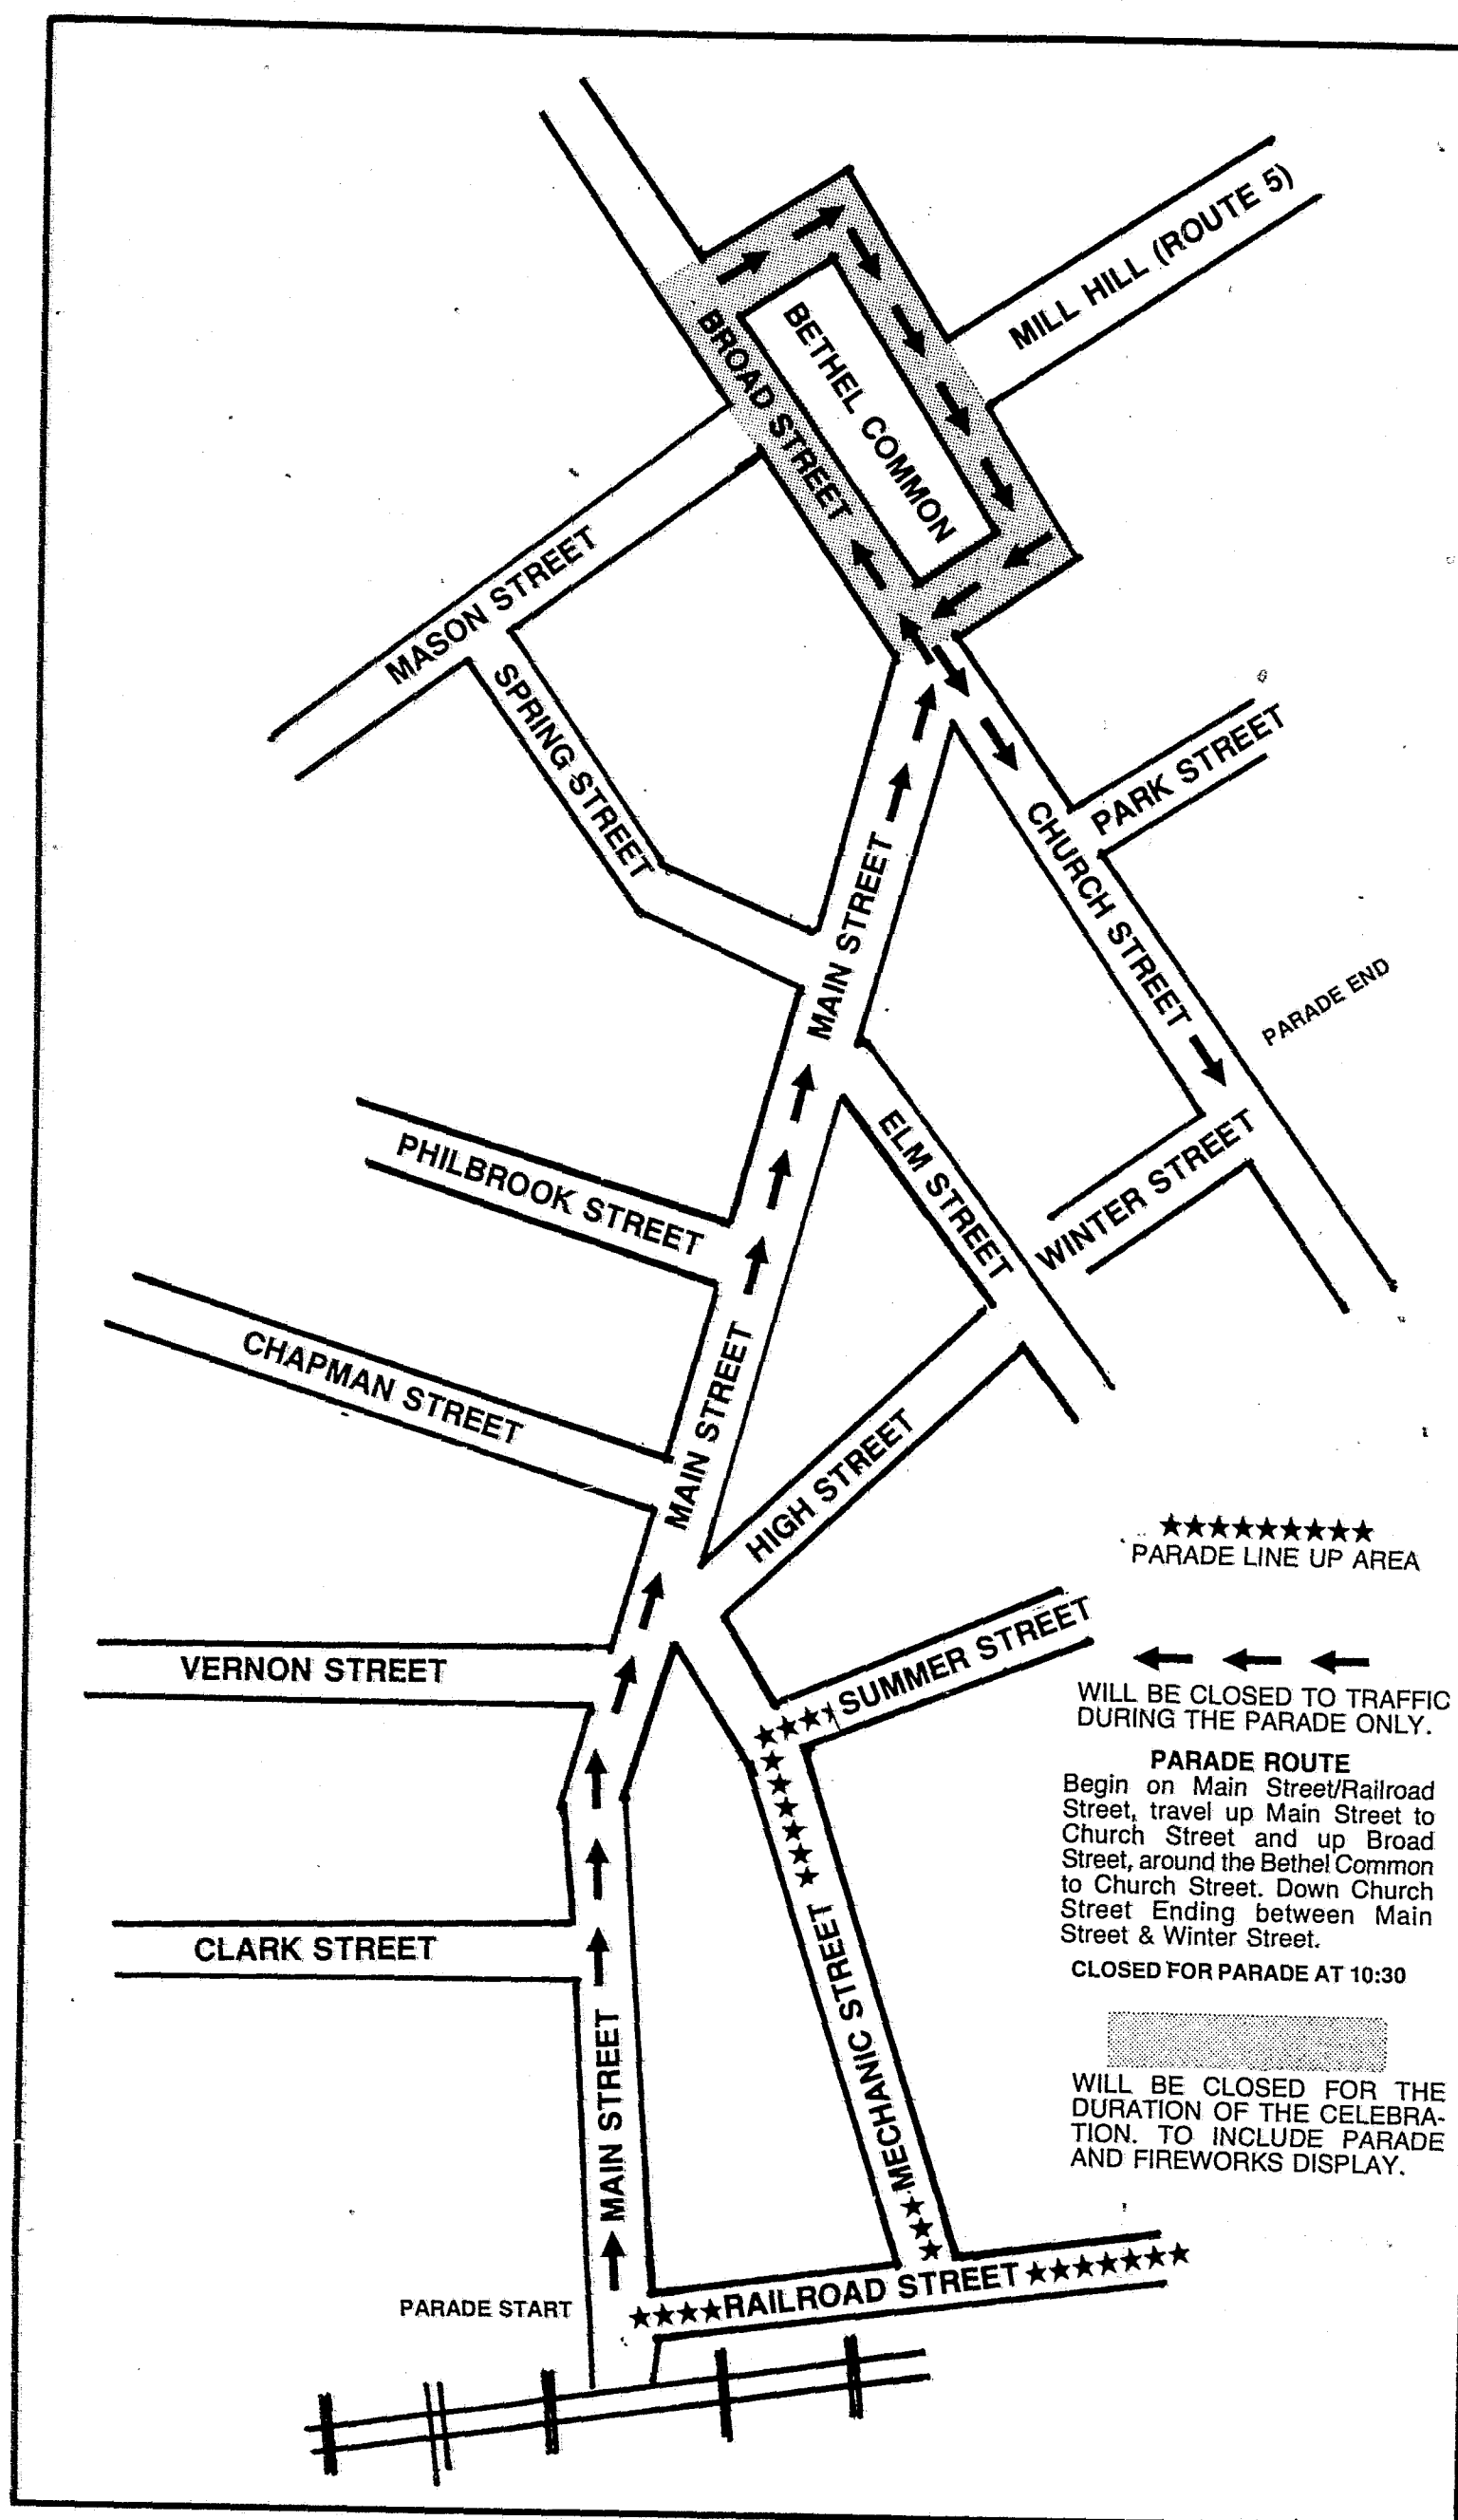 MILL HILL (ROUTE 5)
BROAD STREET
BETHEL COMMON
MASON STREET
SPRING STREET
PARK STREET
CHURCH STREET
MAIN STREET
PARADE END
PHILBROOK STREET
ELM STREET
WINTER STREET
CHAPMAN STREET
MAIN STREET
HIGH STREET
★★★★★★★★★
PARADE LINE UP AREA
SUMMER STREET
VERNON STREET
WILL BE CLOSED TO TRAFFIC
DURING THE PARADE ONLY.
PARADE ROUTE
Begin on Main Street/Railroad
Street, travel up Main Street to
Church Street and up Broad
Street, around the Bethel Common
to Church Street. Down Church
Street Ending between Main
Street & Winter Street.
CLOSED FOR PARADE AT 10:30
CLARK STREET
MECHANIC STREET
MAIN STREET
WILL BE CLOSED FOR THE
DURATION OF THE CELEBRA-
TION. TO INCLUDE PARADE
AND FIREWORKS DISPLAY.
PARADE START
★★★★RAILROAD STREET★★★★★★★